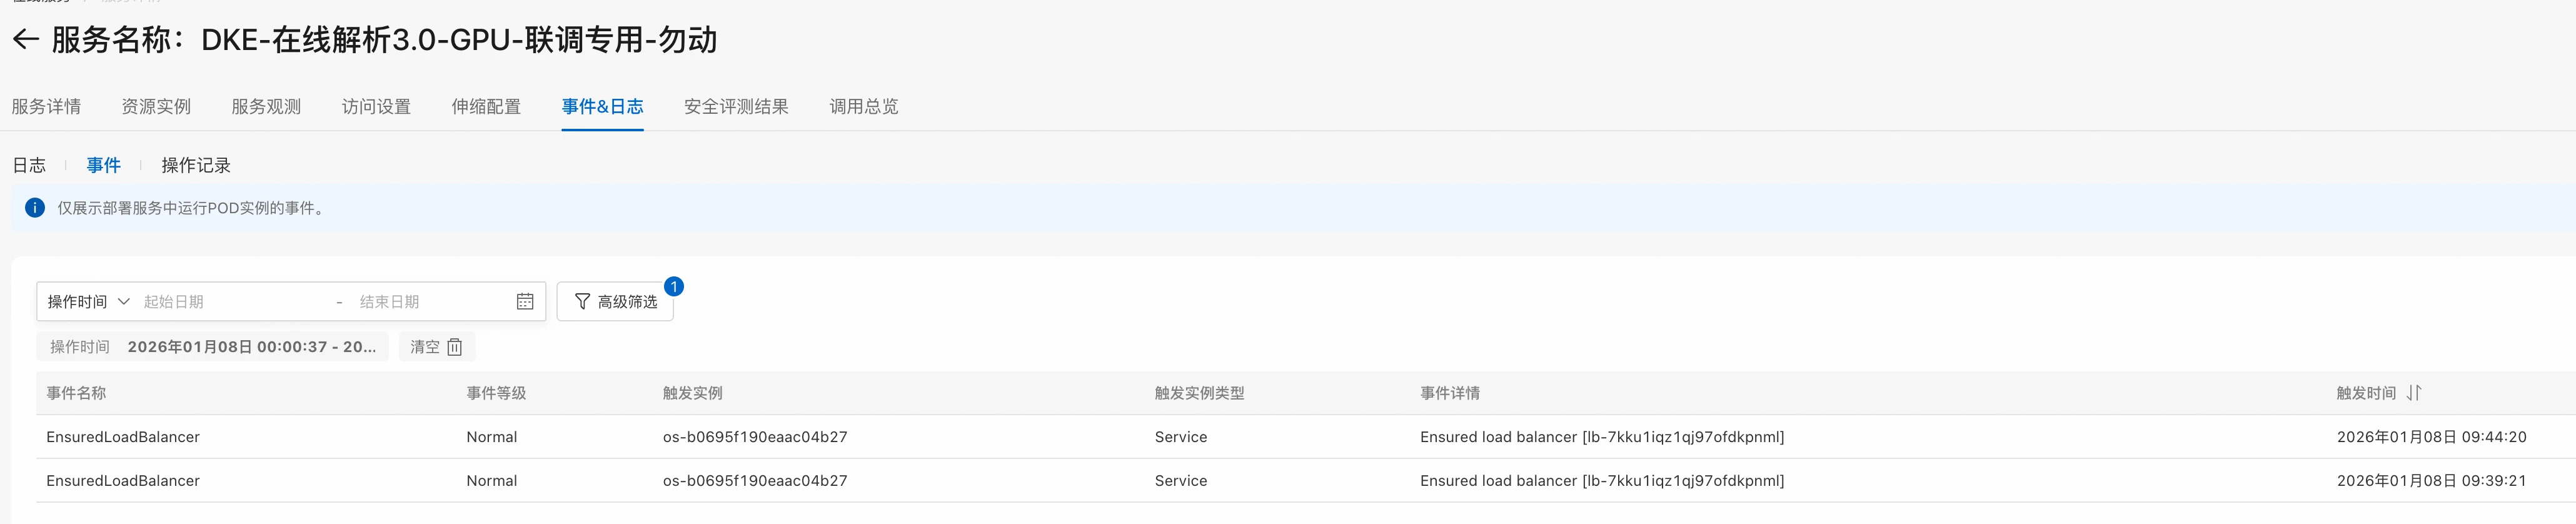 服务名称：DKE-在线解析3.0-GPU-联调专用-勿动
服务详情 资源实例 服务观测 访问设置 伸缩配置 事件&日志 安全评测结果 调用总览
日志 事件 操作记录
仅展示部署服务中运行POD实例的事件。
操作时间 起始日期 - 结束日期 高级筛选 1
操作时间 2026年01月08日 00:00:37 - 20... 清空
事件名称 事件等级 触发实例 触发实例类型 事件详情 触发时间
EnsuredLoadBalancer Normal os-b0695f190eaac04b27 Service Ensured load balancer [lb-7kku1iqz1qj97ofdkpnml] 2026年01月08日 09:44:20
EnsuredLoadBalancer Normal os-b0695f190eaac04b27 Service Ensured load balancer [lb-7kku1iqz1qj97ofdkpnml] 2026年01月08日 09:39:21